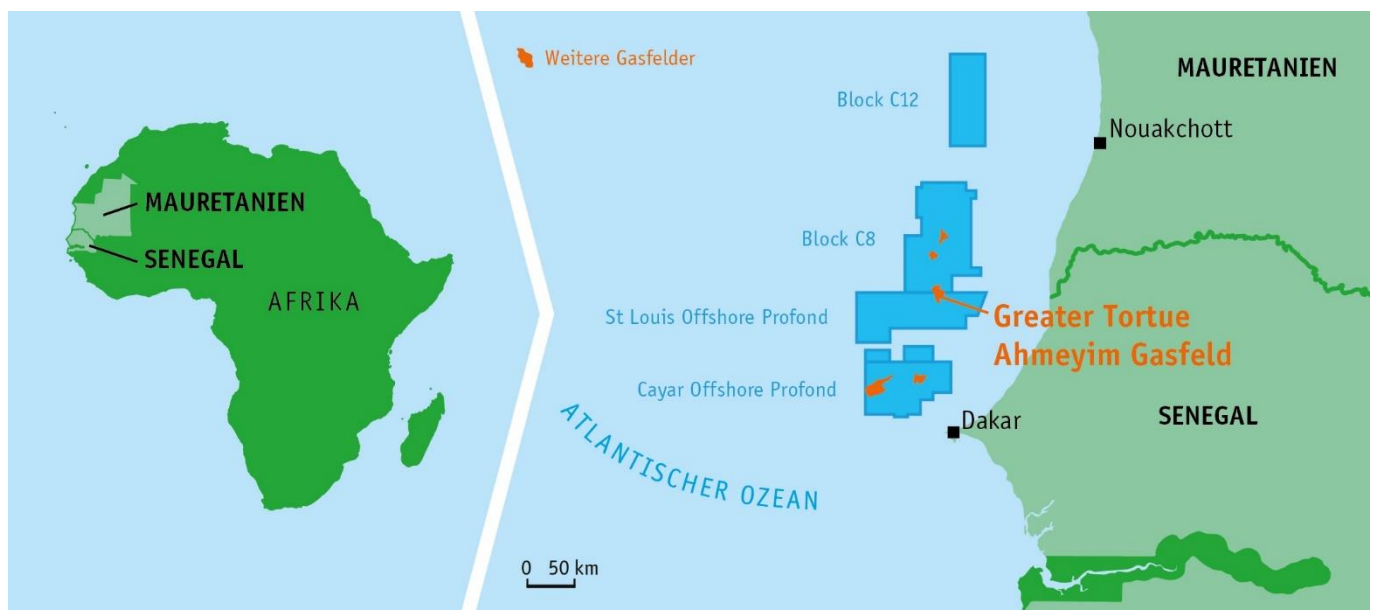 MAURETANIEN
SENEGAL
AFRIKA
Weitere Gasfelder
Block C12
MAURETANIEN
Nouakchott
Block C8
St Louis Offshore Profond
Greater Tortue
Ahmeyim Gasfeld
Cayar Offshore Profond
Dakar
SENEGAL
ATLANTISCHER OZEAN
0 50 km